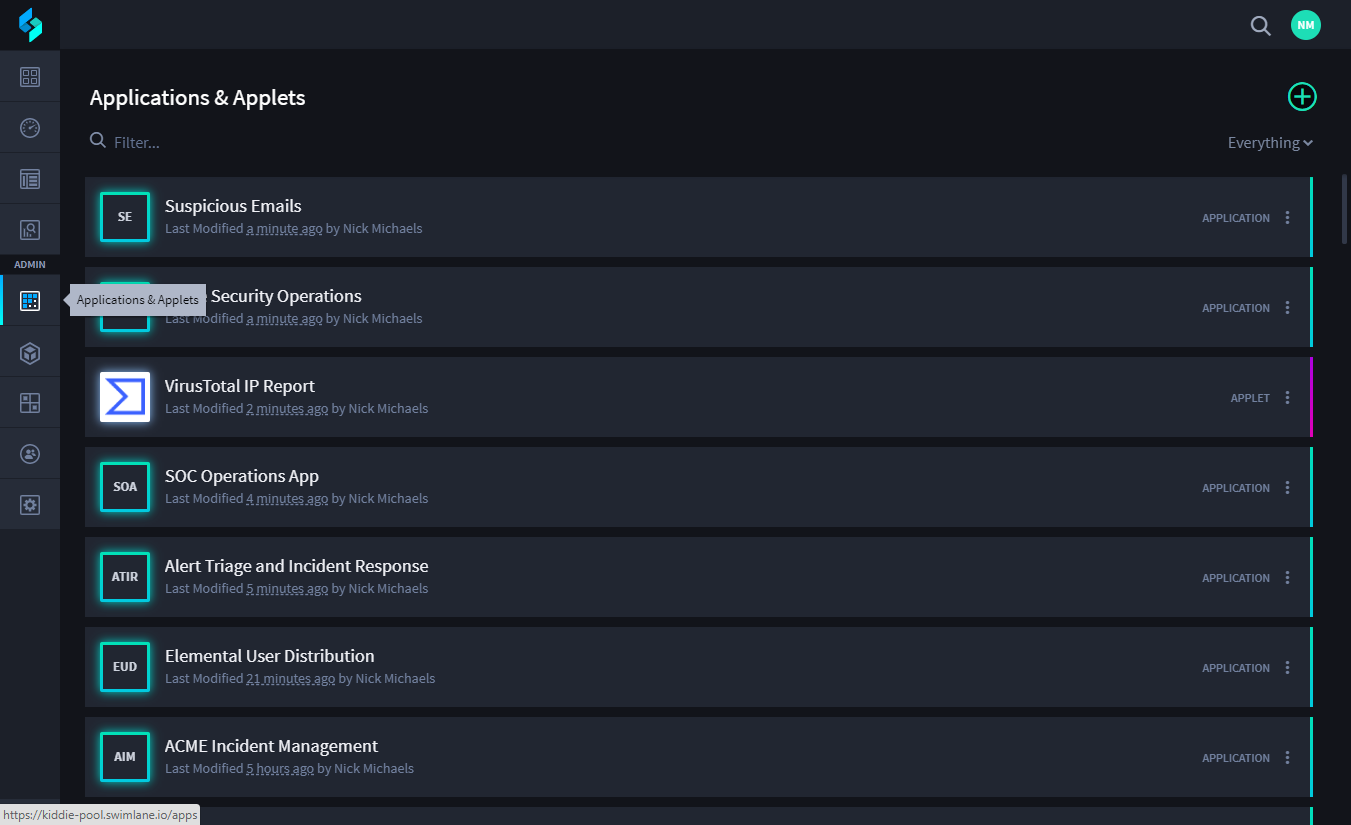 NM
Applications & Applets
Filter...
Everything
SE
Suspicious Emails
Last Modified a minute ago by Nick Michaels
APPLICATION
ADMIN
Applications & Applets
Security Operations
Last Modified a minute ago by Nick Michaels
APPLICATION
VirusTotal IP Report
Last Modified 2 minutes ago by Nick Michaels
APPLET
SOA
SOC Operations App
Last Modified 4 minutes ago by Nick Michaels
APPLICATION
ATIR
Alert Triage and Incident Response
Last Modified 5 minutes ago by Nick Michaels
APPLICATION
EUD
Elemental User Distribution
Last Modified 21 minutes ago by Nick Michaels
APPLICATION
AIM
ACME Incident Management
Last Modified 5 hours ago by Nick Michaels
APPLICATION
https://kiddie-pool.swimlane.io/apps